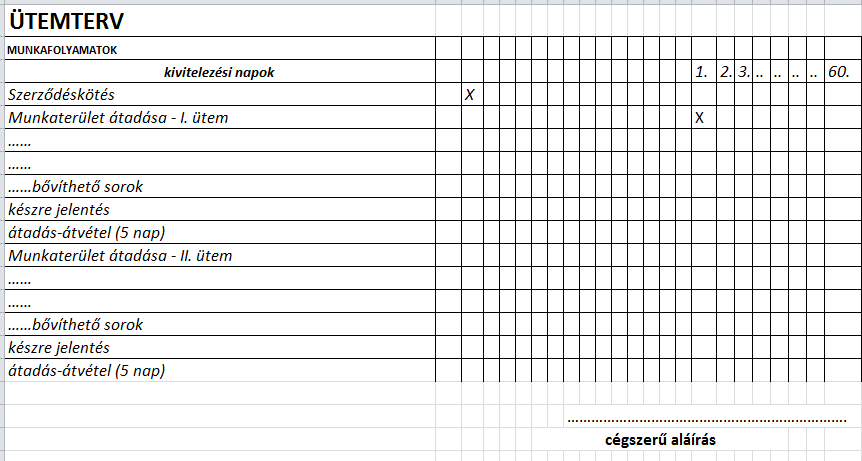 ÜTEMTERV
MUNKAFOLYAMATOK
kivitelezési napok 1. 2. 3. .. .. .. .. 60.
Szerződéskötés X
Munkaterület átadása - I. ütem X
......
......
......bővíthető sorok
készre jelentés
átadás-átvétel (5 nap)
Munkaterület átadása - II. ütem
......
......
......bővíthető sorok
készre jelentés
átadás-átvétel (5 nap)
……………………………………………………………
cégszerű aláírás